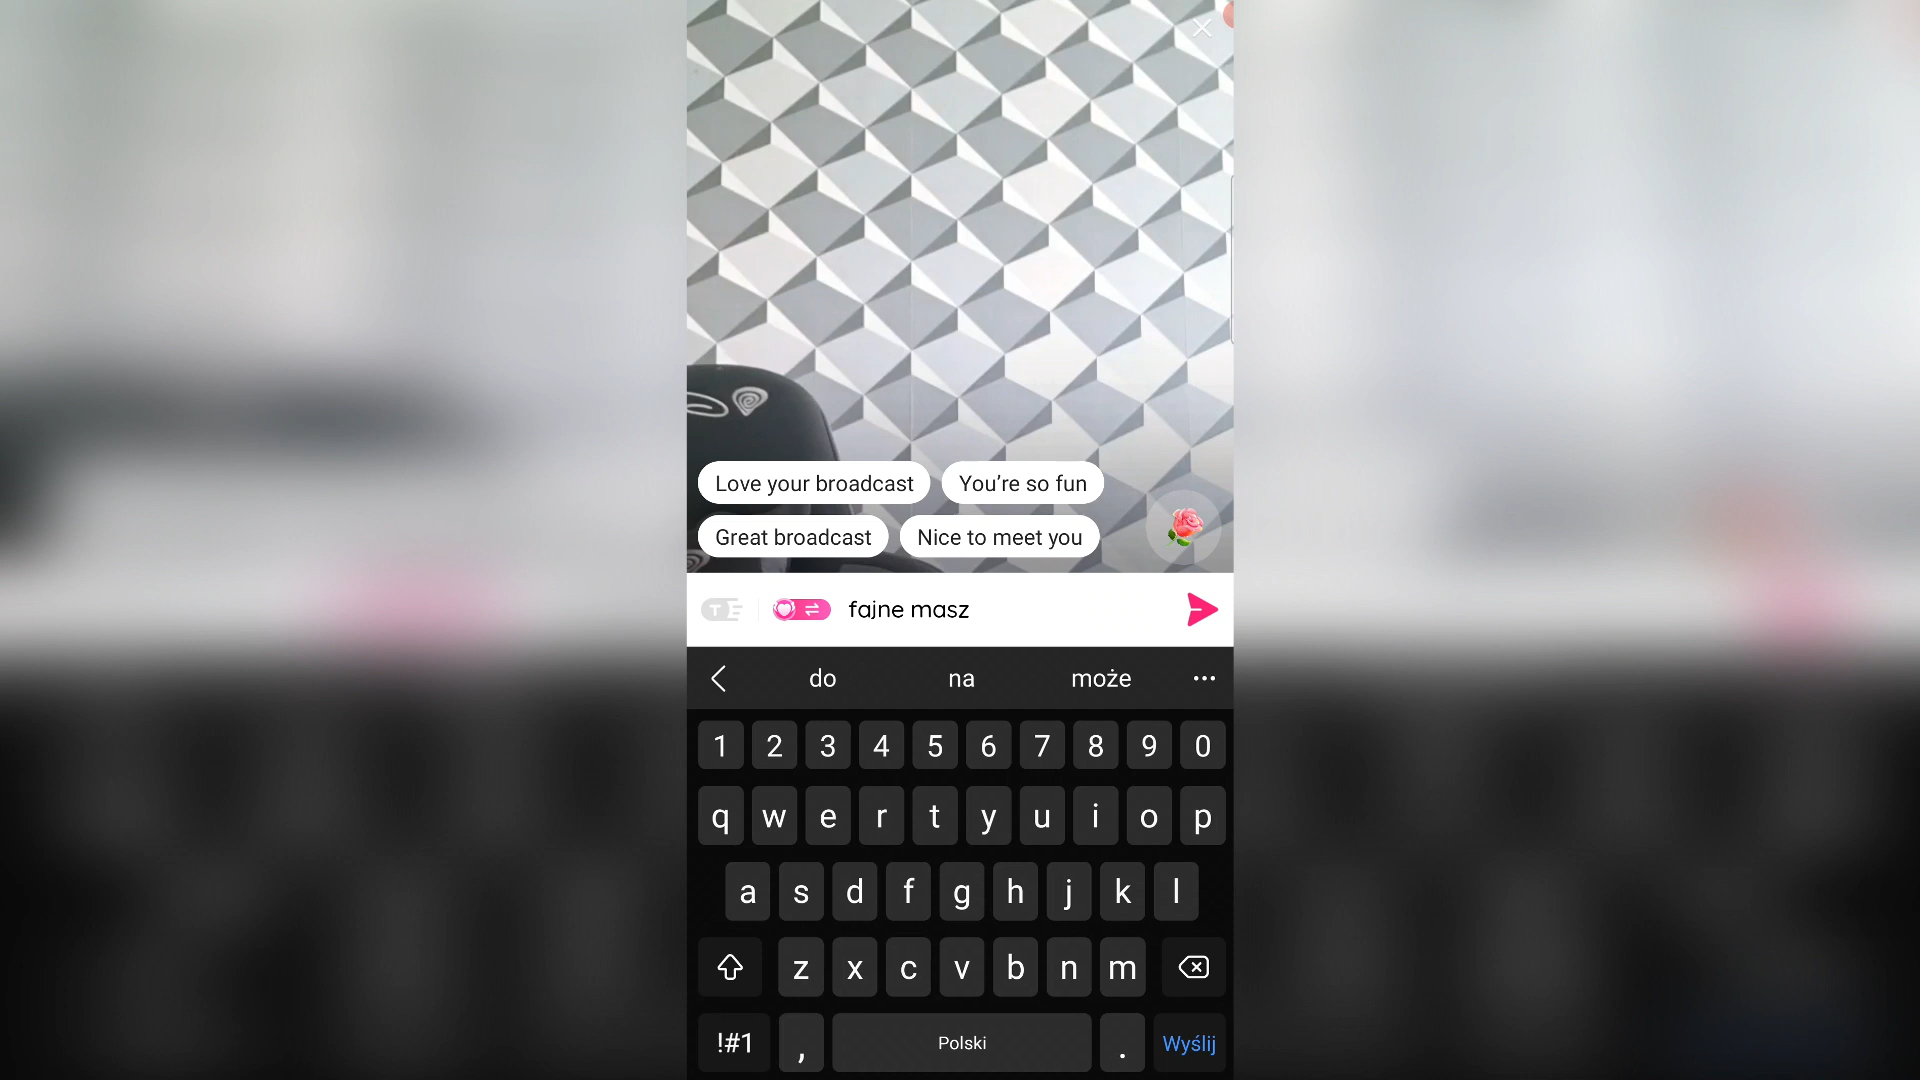 Love your broadcast You’re so fun
Great broadcast Nice to meet you
T fajne masz
do na może
1 2 3 4 5 6 7 8 9 0
q w e r t y u i o p
a s d f g h j k l
z x c v b n m
!#1 , Polski . Wyślij